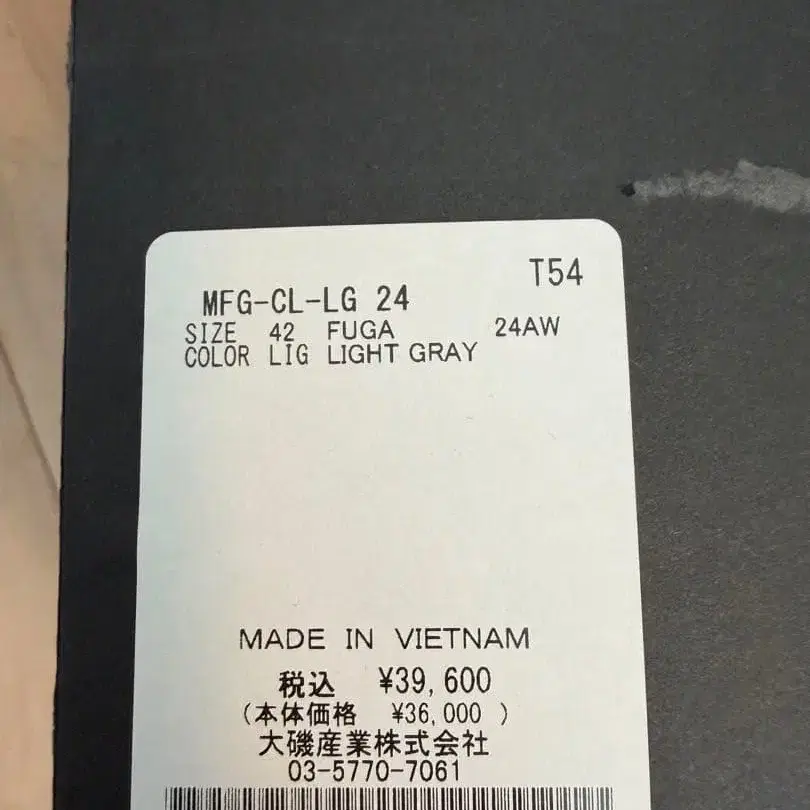 T54
MFG-CL-LG 24
SIZE 42 FUGA 24AW
COLOR LIG LIGHT GRAY
MADE IN VIETNAM
税込 ¥39,600
(本体価格 ¥36,000 )
大磯産業株式会社
03-5770-7061